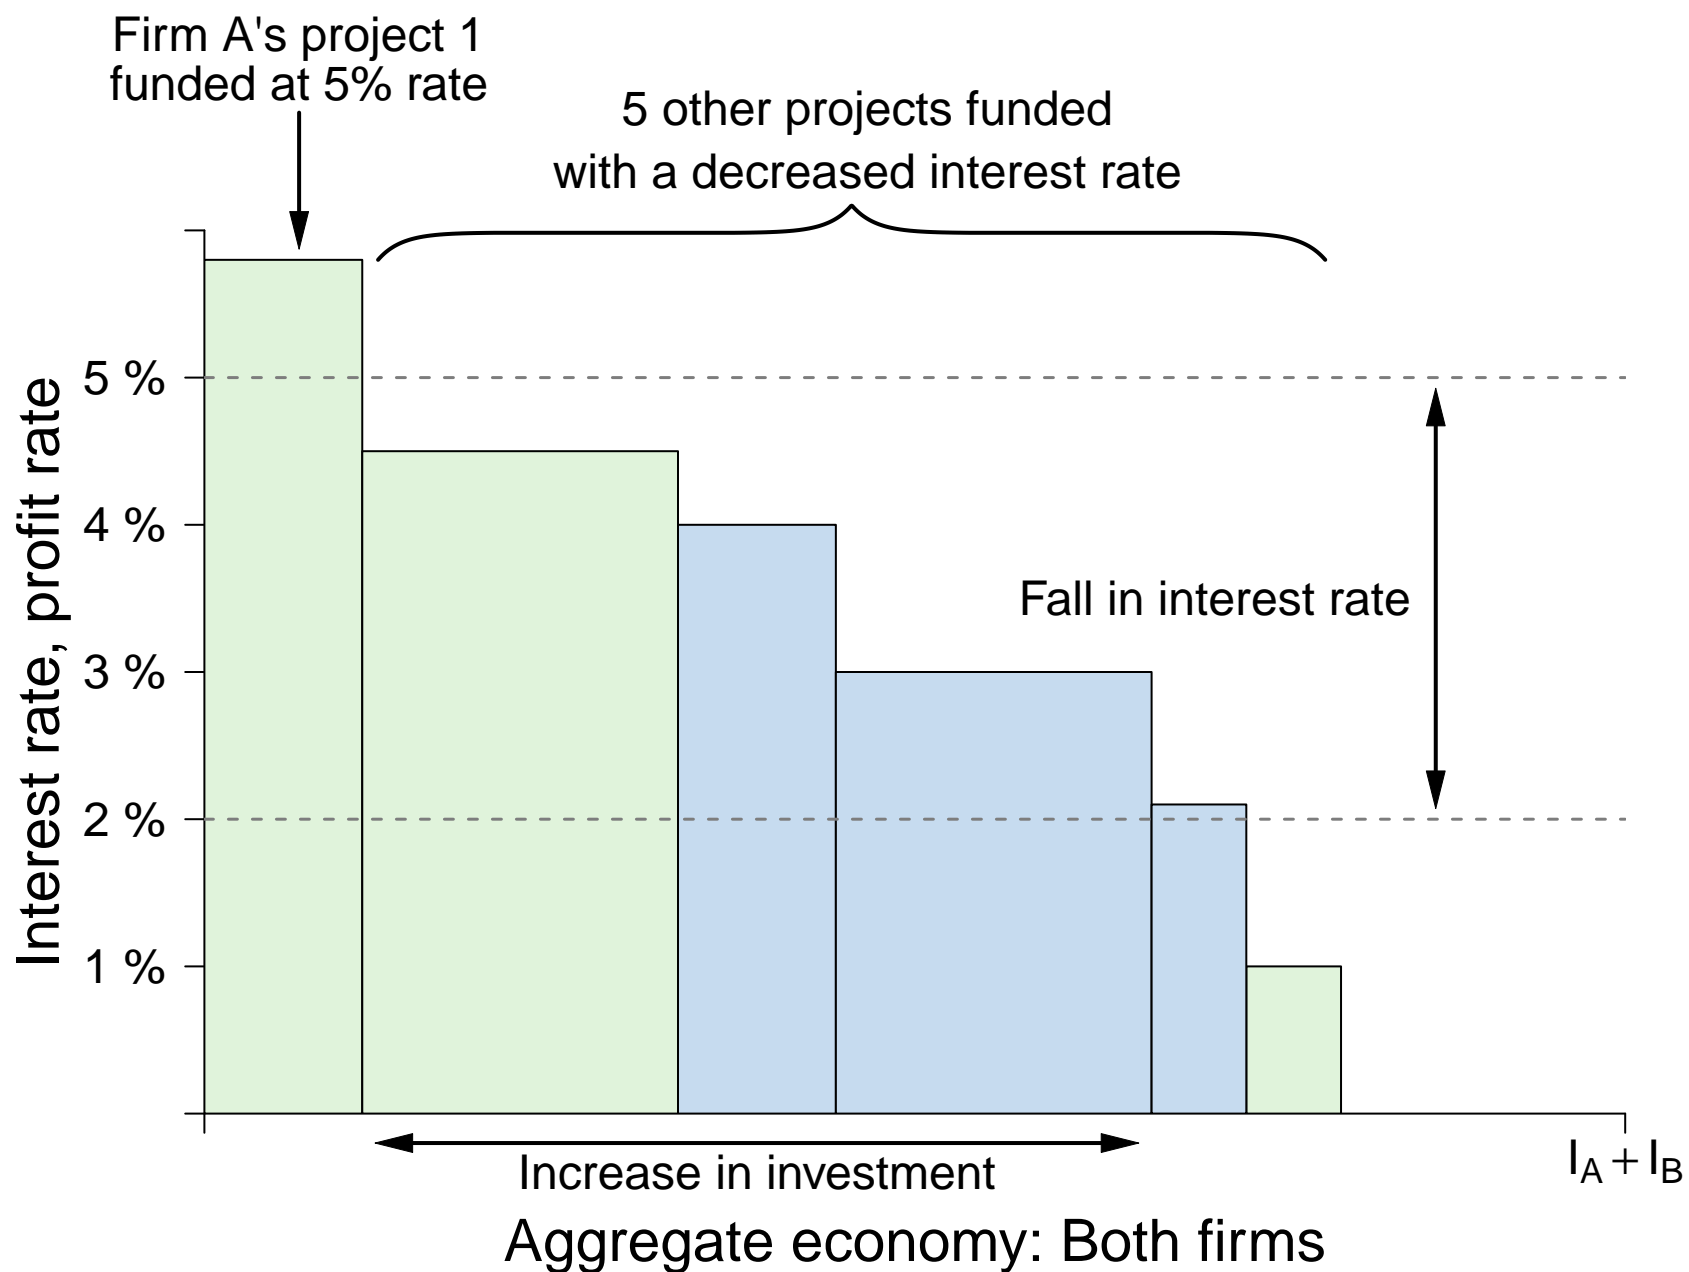 Firm A's project 1
funded at 5% rate
5 other projects funded
with a decreased interest rate
Interest rate, profit rate
5 %
4 %
3 %
2 %
1 %
Fall in interest rate
Increase in investment
I_A + I_B
Aggregate economy: Both firms